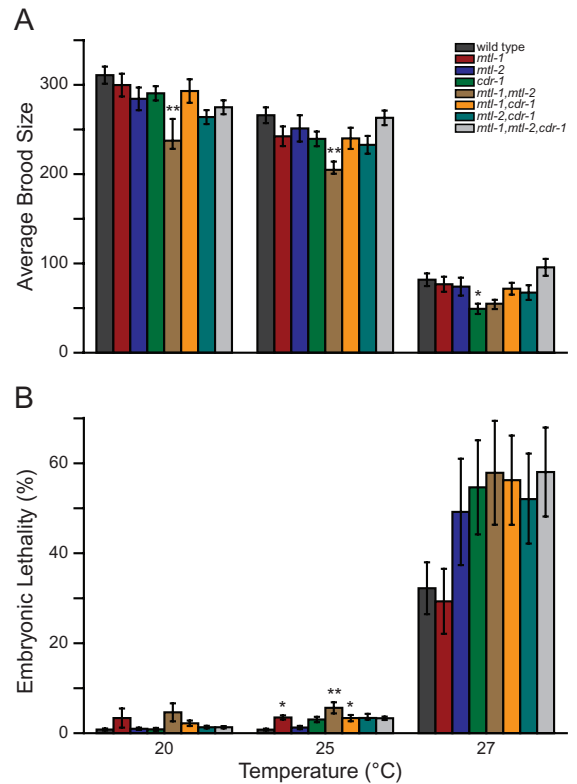 A
Average Brood Size
300
200
100
0
wild type
mtl-1
mtl-2
cdr-1
mtl-1,mtl-2
mtl-1,cdr-1
mtl-2,cdr-1
mtl-1,mtl-2,cdr-1
**
**
*
B
Embryonic Lethality (%)
60
40
20
0
*
**
*
20
25
27
Temperature (°C)